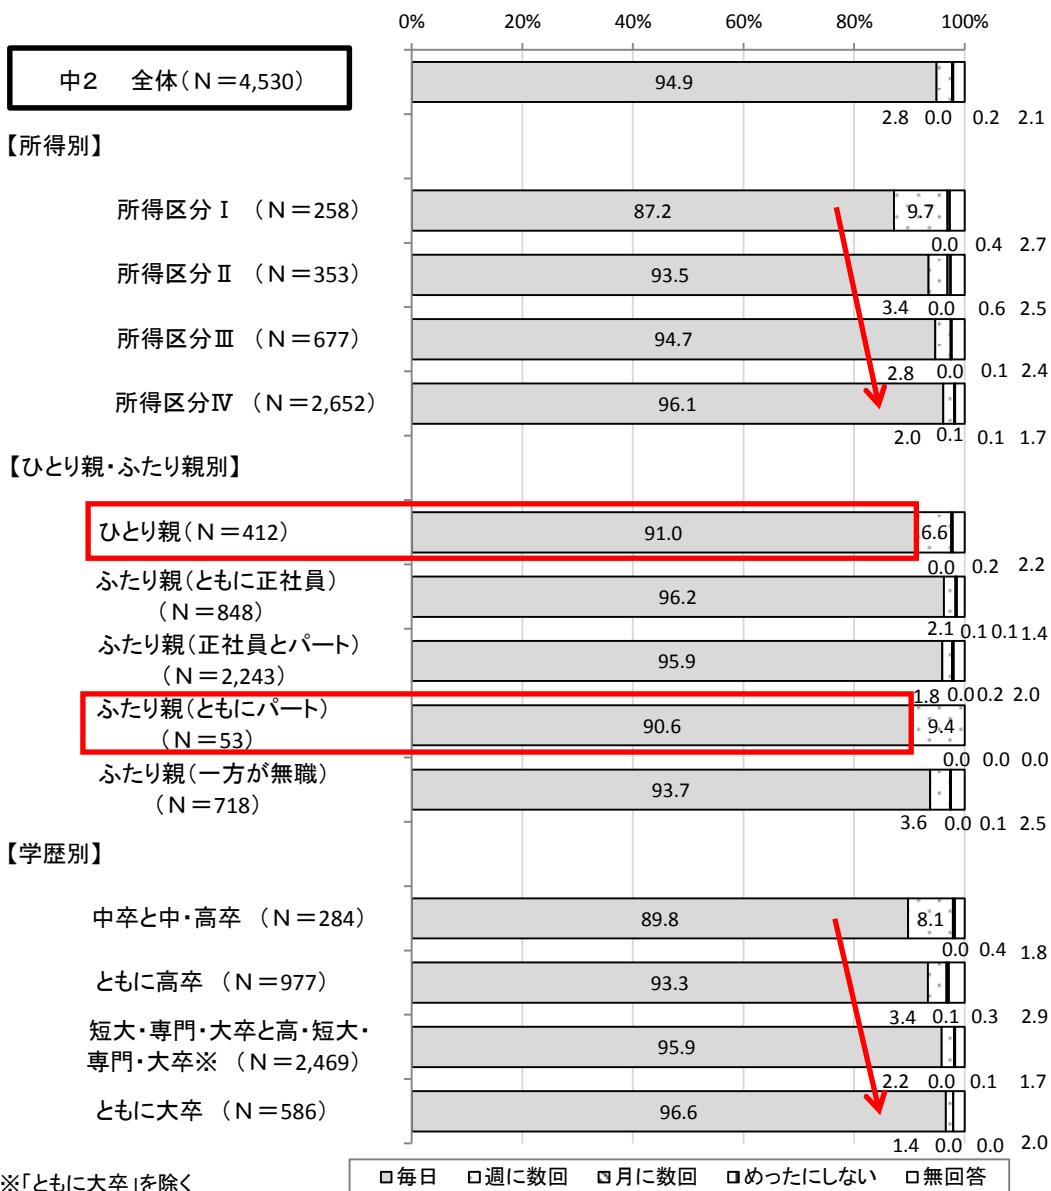 0% 20% 40% 60% 80% 100%
中2 全体(N=4,530)
94.9
2.8 0.0 0.2 2.1
【所得別】
所得区分Ⅰ (N=258)
87.2 9.7
0.0 0.4 2.7
所得区分Ⅱ (N=353)
93.5
3.4 0.0 0.6 2.5
所得区分Ⅲ (N=677)
94.7
2.8 0.0 0.1 2.4
所得区分Ⅳ (N=2,652)
96.1
2.0 0.1 0.1 1.7
【ひとり親・ふたり親別】
ひとり親(N=412)
91.0 6.6
0.0 0.2 2.2
ふたり親(ともに正社員)
(N=848)
96.2
2.1 0.1 0.1 1.4
ふたり親(正社員とパート)
(N=2,243)
95.9
1.8 0.0 0.2 2.0
ふたり親(ともにパート)
(N=53)
90.6 9.4
0.0 0.0 0.0
ふたり親(一方が無職)
(N=718)
93.7
3.6 0.0 0.1 2.5
【学歴別】
中卒と中・高卒 (N=284)
89.8 8.1
0.0 0.4 1.8
ともに高卒 (N=977)
93.3
3.4 0.1 0.3 2.9
短大・専門・大卒と高・短大・
専門・大卒※ (N=2,469)
95.9
2.2 0.0 0.1 1.7
ともに大卒 (N=586)
96.6
1.4 0.0 0.0 2.0
※「ともに大卒」を除く
毎日 週に数回 月に数回 めったにしない 無回答